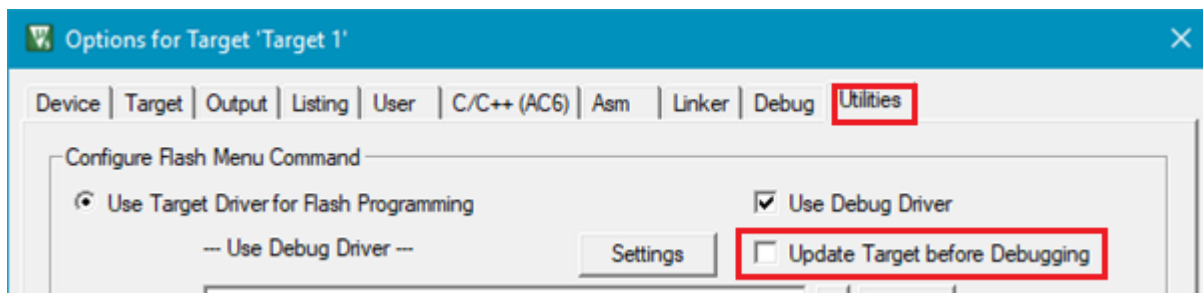 Options for Target 'Target 1'
Device Target Output Listing User C/C++ (AC6) Asm Linker Debug Utilities
Configure Flash Menu Command
Use Target Driver for Flash Programming Use Debug Driver
--- Use Debug Driver --- Settings Update Target before Debugging